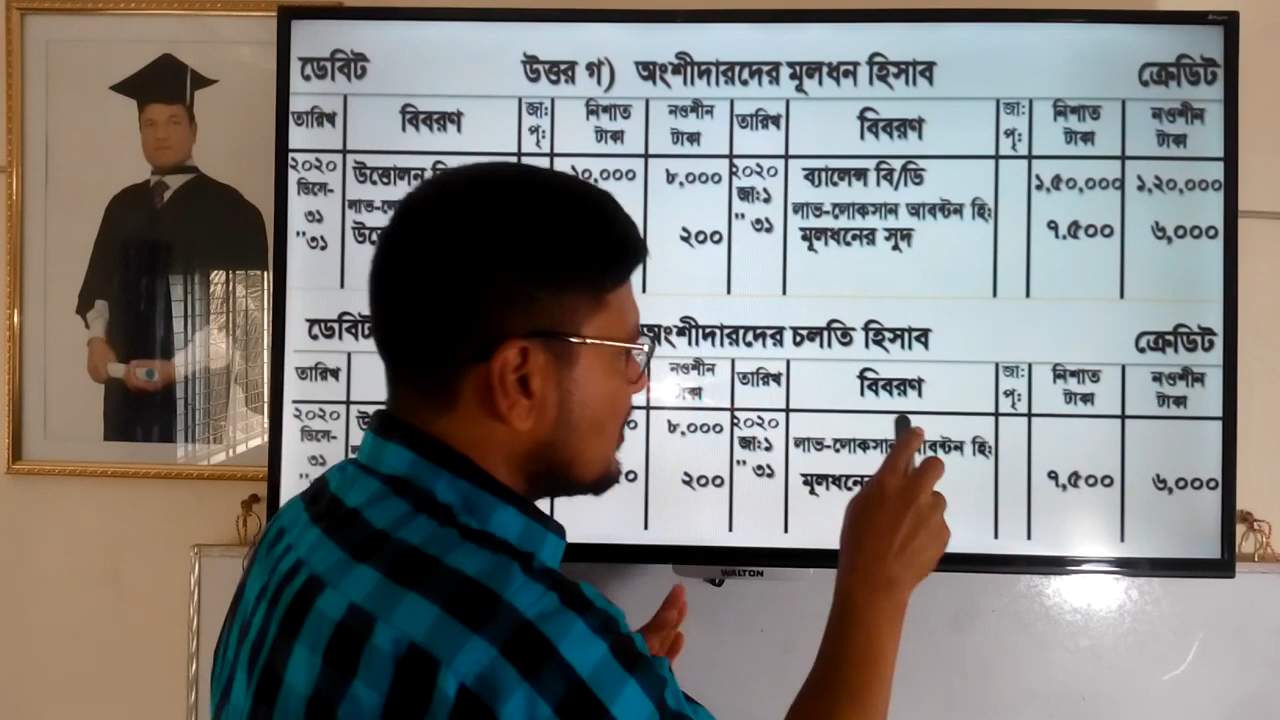 ডেবিট উত্তর গ) অংশীদারদের মূলধন হিসাব ক্রেডিট
তারিখ বিবরণ জা: পৃ: নিশাত টাকা নওশীন টাকা তারিখ বিবরণ জা: পৃ: নিশাত টাকা নওশীন টাকা
২০২০ উত্তোলন ১০,০০০ ৮,০০০ ২০২০ ব্যালেন্স বি/ডি ১,৫০,০০০ ১,২০,০০০
ডিসে- জা:১
৩১ লাভ-লোকসান আবন্টন হি:
"৩১ ২০০ " ৩১ মূলধনের সুদ ৭.৫০০ ৬,০০০
ডেবিট অংশীদারদের চলতি হিসাব ক্রেডিট
তারিখ নওশীন তারিখ বিবরণ জা: পৃ: নিশাত টাকা নওশীন টাকা
২০২০ ৮,০০০ ২০২০
ডিসে- জা:১ লাভ-লোকসান আবন্টন হি:
৩১ " ৩১
২০০ ৭,৫০০ ৬,০০০
WALTON